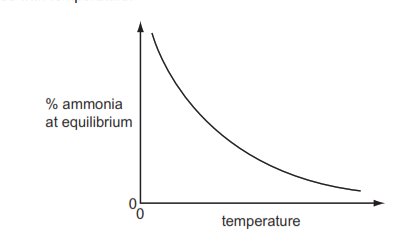 % ammonia
at equilibrium
0
0
temperature